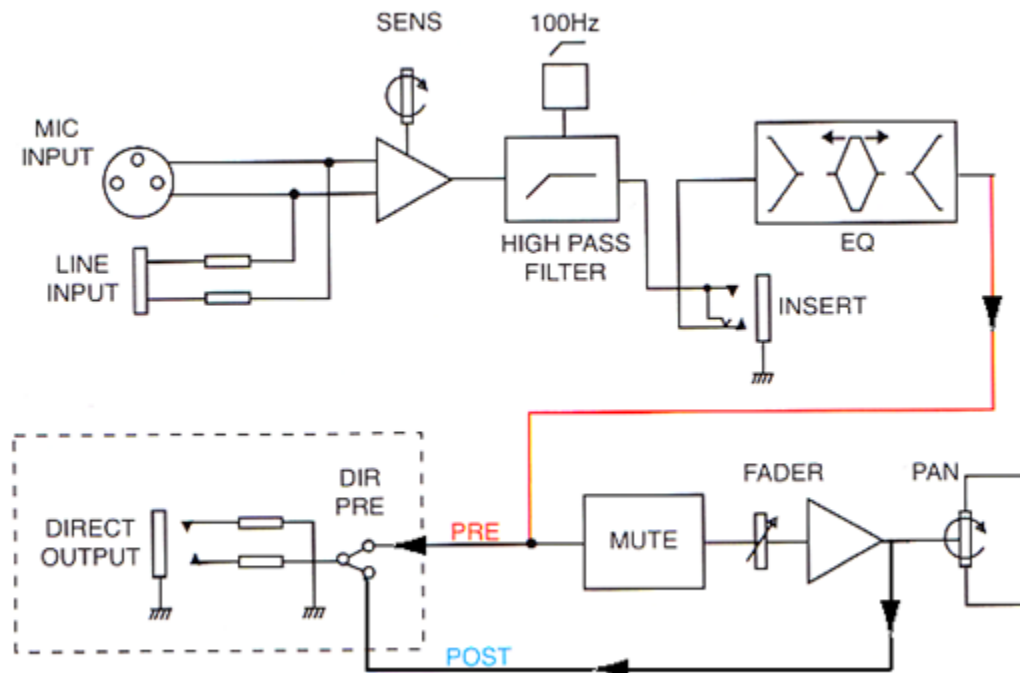 SENS
100Hz
MIC
INPUT
LINE
INPUT
HIGH PASS
FILTER
EQ
INSERT
DIRECT
OUTPUT
DIR
PRE
PRE
MUTE
FADER
PAN
POST